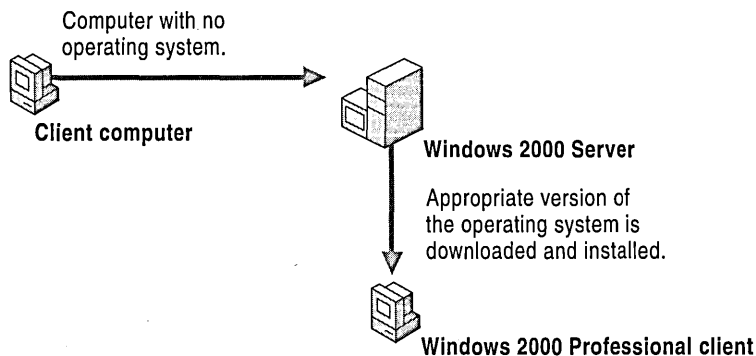 Computer with no
operating system.
Client computer
Windows 2000 Server
Appropriate version of
the operating system is
downloaded and installed.
Windows 2000 Professional client